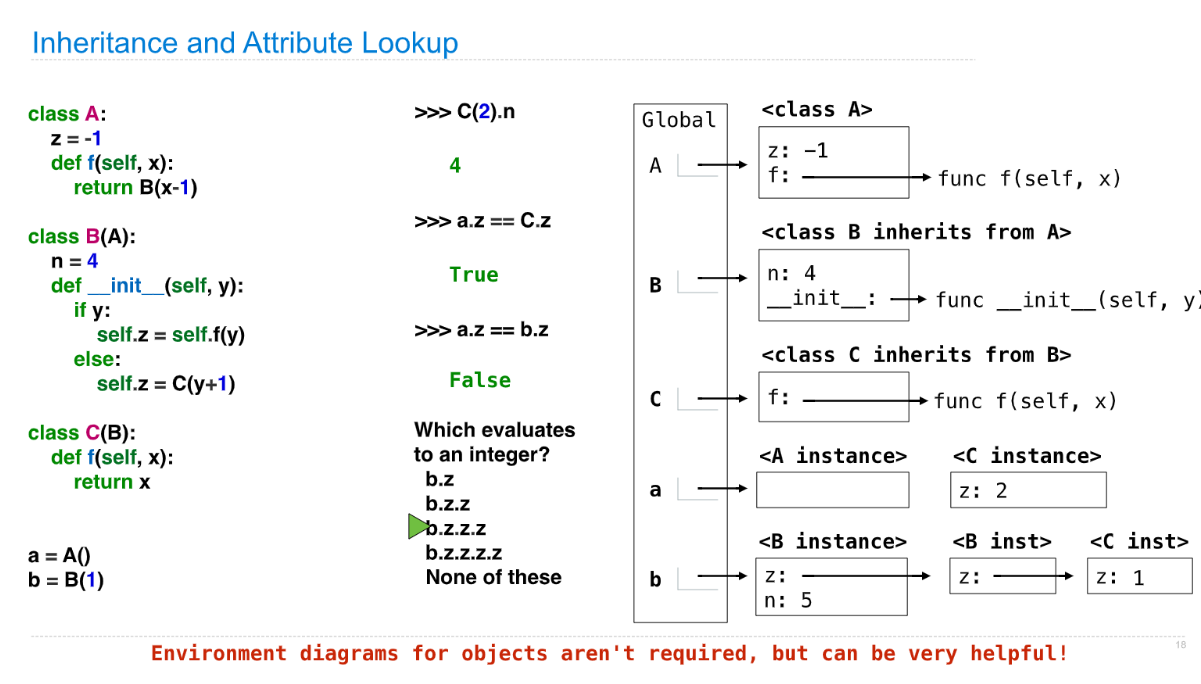 Inheritance and Attribute Lookup
class A:
z = -1
def f(self, x):
return B(x-1)
class B(A):
n = 4
def __init__(self, y):
if y:
self.z = self.f(y)
else:
self.z = C(y+1)
class C(B):
def f(self, x):
return x
a = A()
b = B(1)
>>> C(2).n
4
>>> a.z == C.z
True
>>> a.z == b.z
False
Which evaluates
to an integer?
b.z
b.z.z
b.z.z.z
b.z.z.z.z
None of these
Global
A
B
C
a
b
<class A>
z: -1
f:
func f(self, x)
<class B inherits from A>
n: 4
__init__:
func __init__(self, y)
<class C inherits from B>
f:
func f(self, x)
<A instance>
<C instance>
z: 2
<B instance>
z:
n: 5
<B inst>
z:
<C inst>
z: 1
Environment diagrams for objects aren't required, but can be very helpful!
18